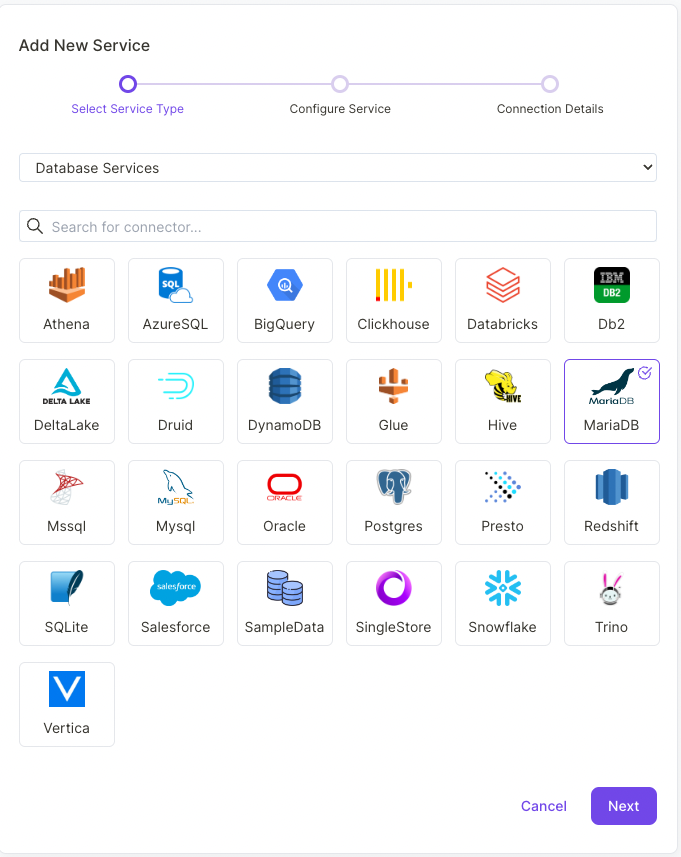 Add New Service
Select Service Type
Configure Service
Connection Details
Database Services
Search for connector...
SQL
IBM
DB2
Athena
AzureSQL
BigQuery
Clickhouse
Databricks
Db2
DELTA LAKE
HIVE
MariaDB
DeltaLake
Druid
DynamoDB
Glue
Hive
MariaDB
MySQL
ORACLE
Mssql
Mysql
Oracle
Postgres
Presto
Redshift
salesforce
SQLite
Salesforce
SampleData
SingleStore
Snowflake
Trino
V
Vertica
Cancel
Next